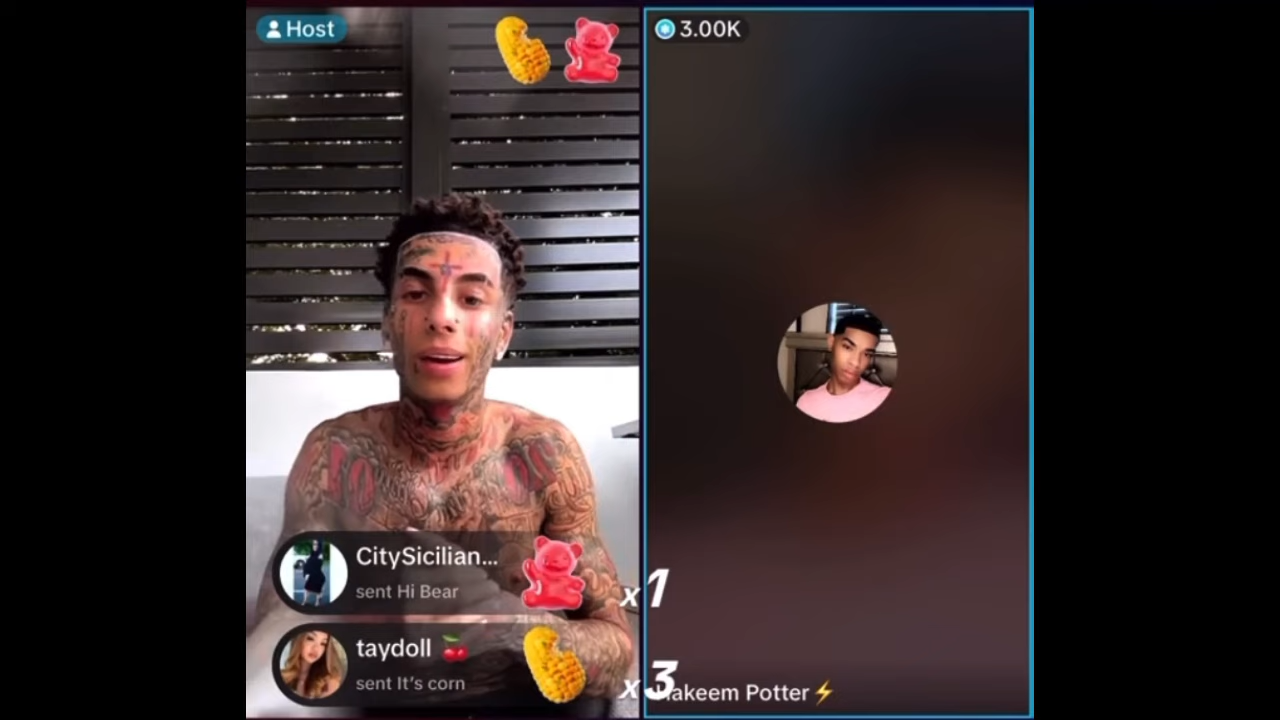 Host
3.00K
CitySicilian...
sent Hi Bear
x1
taydoll 🍒
sent It's corn
x3
akeem Potter⚡